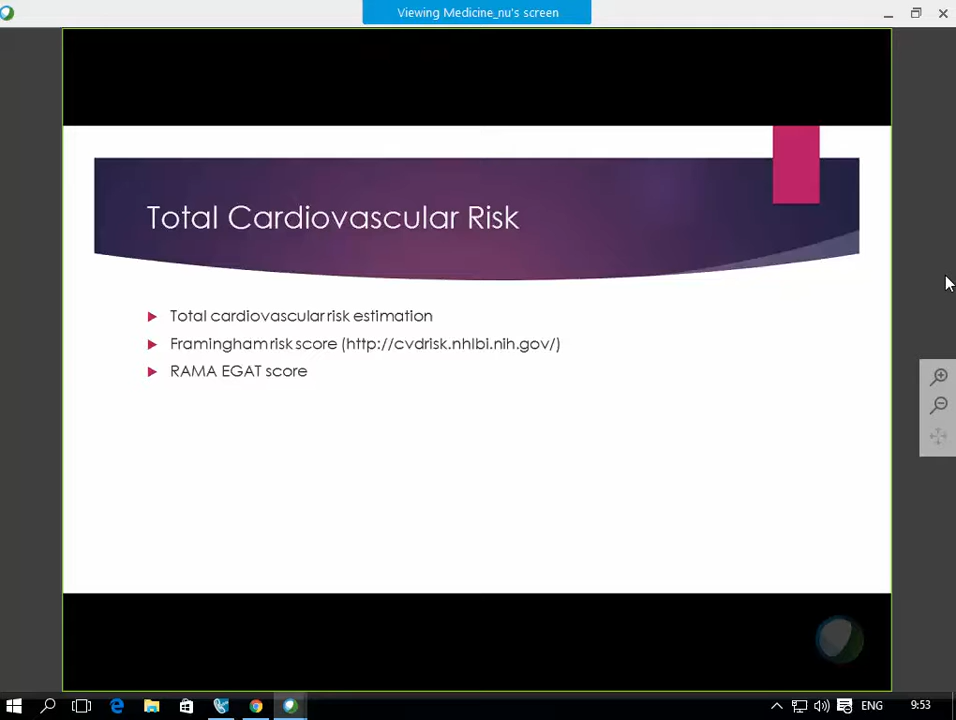 Viewing Medicine_nu's screen
Total Cardiovascular Risk
Total cardiovascular risk estimation
Framingham risk score (http://cvdrisk.nhlbi.nih.gov/)
RAMA EGAT score
ENG
9:53